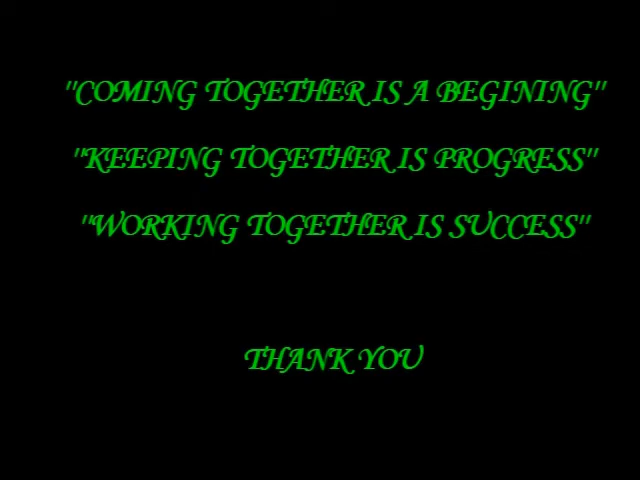 "COMING TOGETHER IS A BEGINING"
"KEEPING TOGETHER IS PROGRESS"
"WORKING TOGETHER IS SUCCESS"
THANK YOU